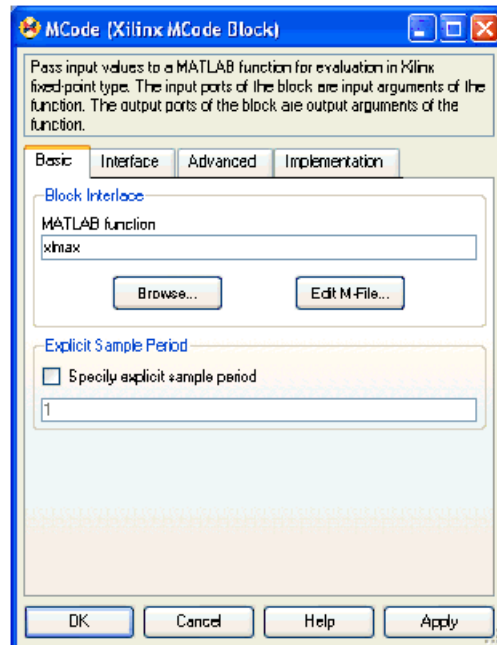 MCode (Xilinx MCode Block)
Pass input values to a MATLAB function for evaluation in Xilinx
fixed-point type. The input ports of the block are input arguments of the
function. The output ports of the block are output arguments of the
function.
Basic Interface Advanced Implementation
Block Interface
MATLAB function
xlmax
Browse... Edit M-File...
Explicit Sample Period
Specify explicit sample period
1
OK Cancel Help Apply